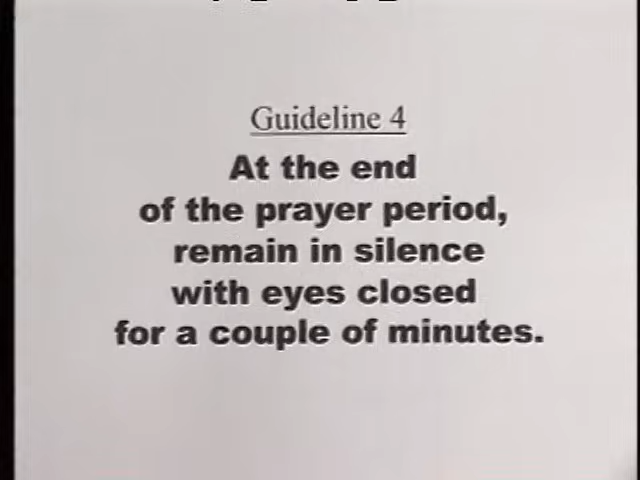 Guideline 4
At the end
of the prayer period,
remain in silence
with eyes closed
for a couple of minutes.